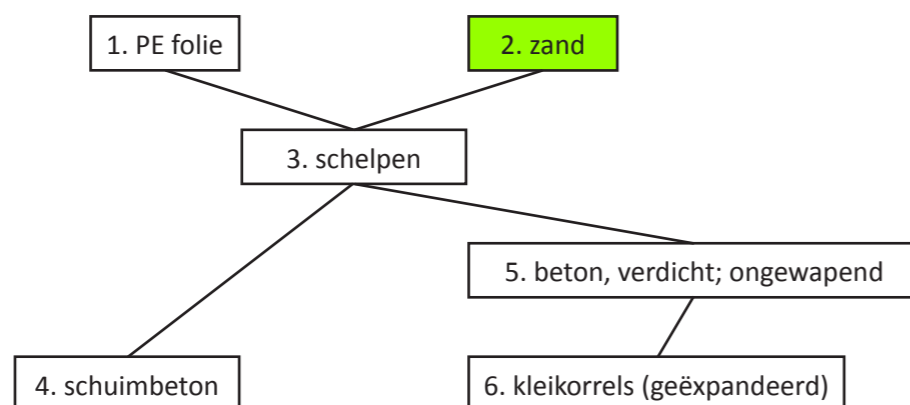 1. PE folie
2. zand
3. schelpen
5. beton, verdicht; ongewapend
4. schuimbeton
6. kleikorrels (geëxpandeerd)